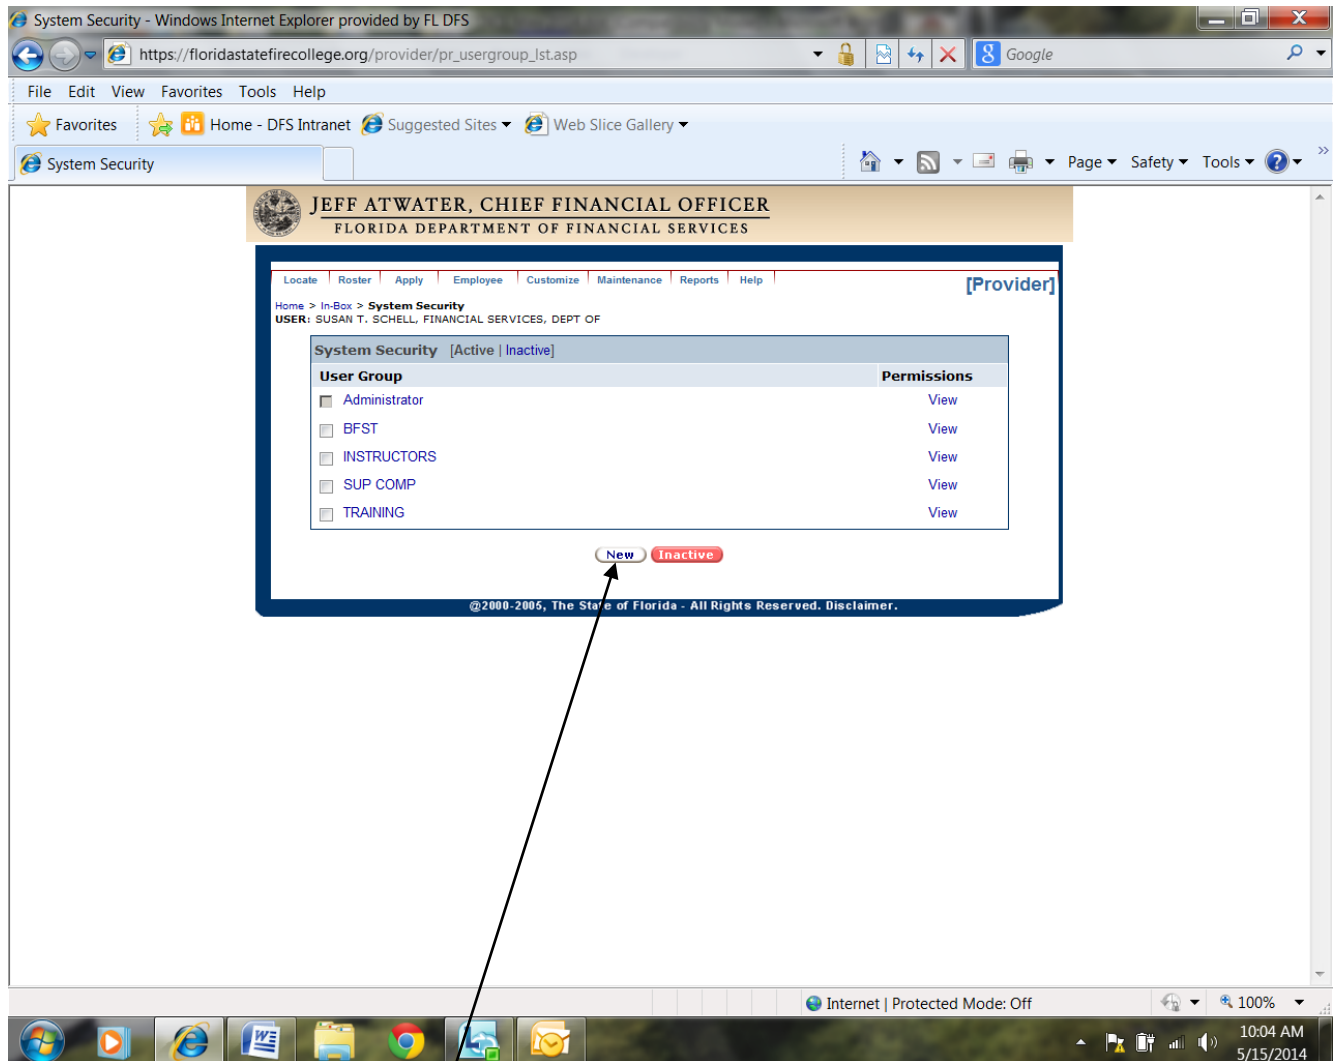 System Security - Windows Internet Explorer provided by FL DFS
https://floridastatefirecollege.org/provider/pr_usergroup_lst.asp
Google
File Edit View Favorites Tools Help
Favorites Home - DFS Intranet Suggested Sites Web Slice Gallery
System Security
Page Safety Tools
JEFF ATWATER, CHIEF FINANCIAL OFFICER
FLORIDA DEPARTMENT OF FINANCIAL SERVICES
Locate Roster Apply Employee Customize Maintenance Reports Help
[Provider]
Home > In-Box > System Security
USER: SUSAN T. SCHELL, FINANCIAL SERVICES, DEPT OF
System Security [Active | Inactive]
User Group Permissions
Administrator View
BFST View
INSTRUCTORS View
SUP COMP View
TRAINING View
New Inactive
@2000-2005, The State of Florida - All Rights Reserved. Disclaimer.
Internet | Protected Mode: Off 100%
10:04 AM
5/15/2014